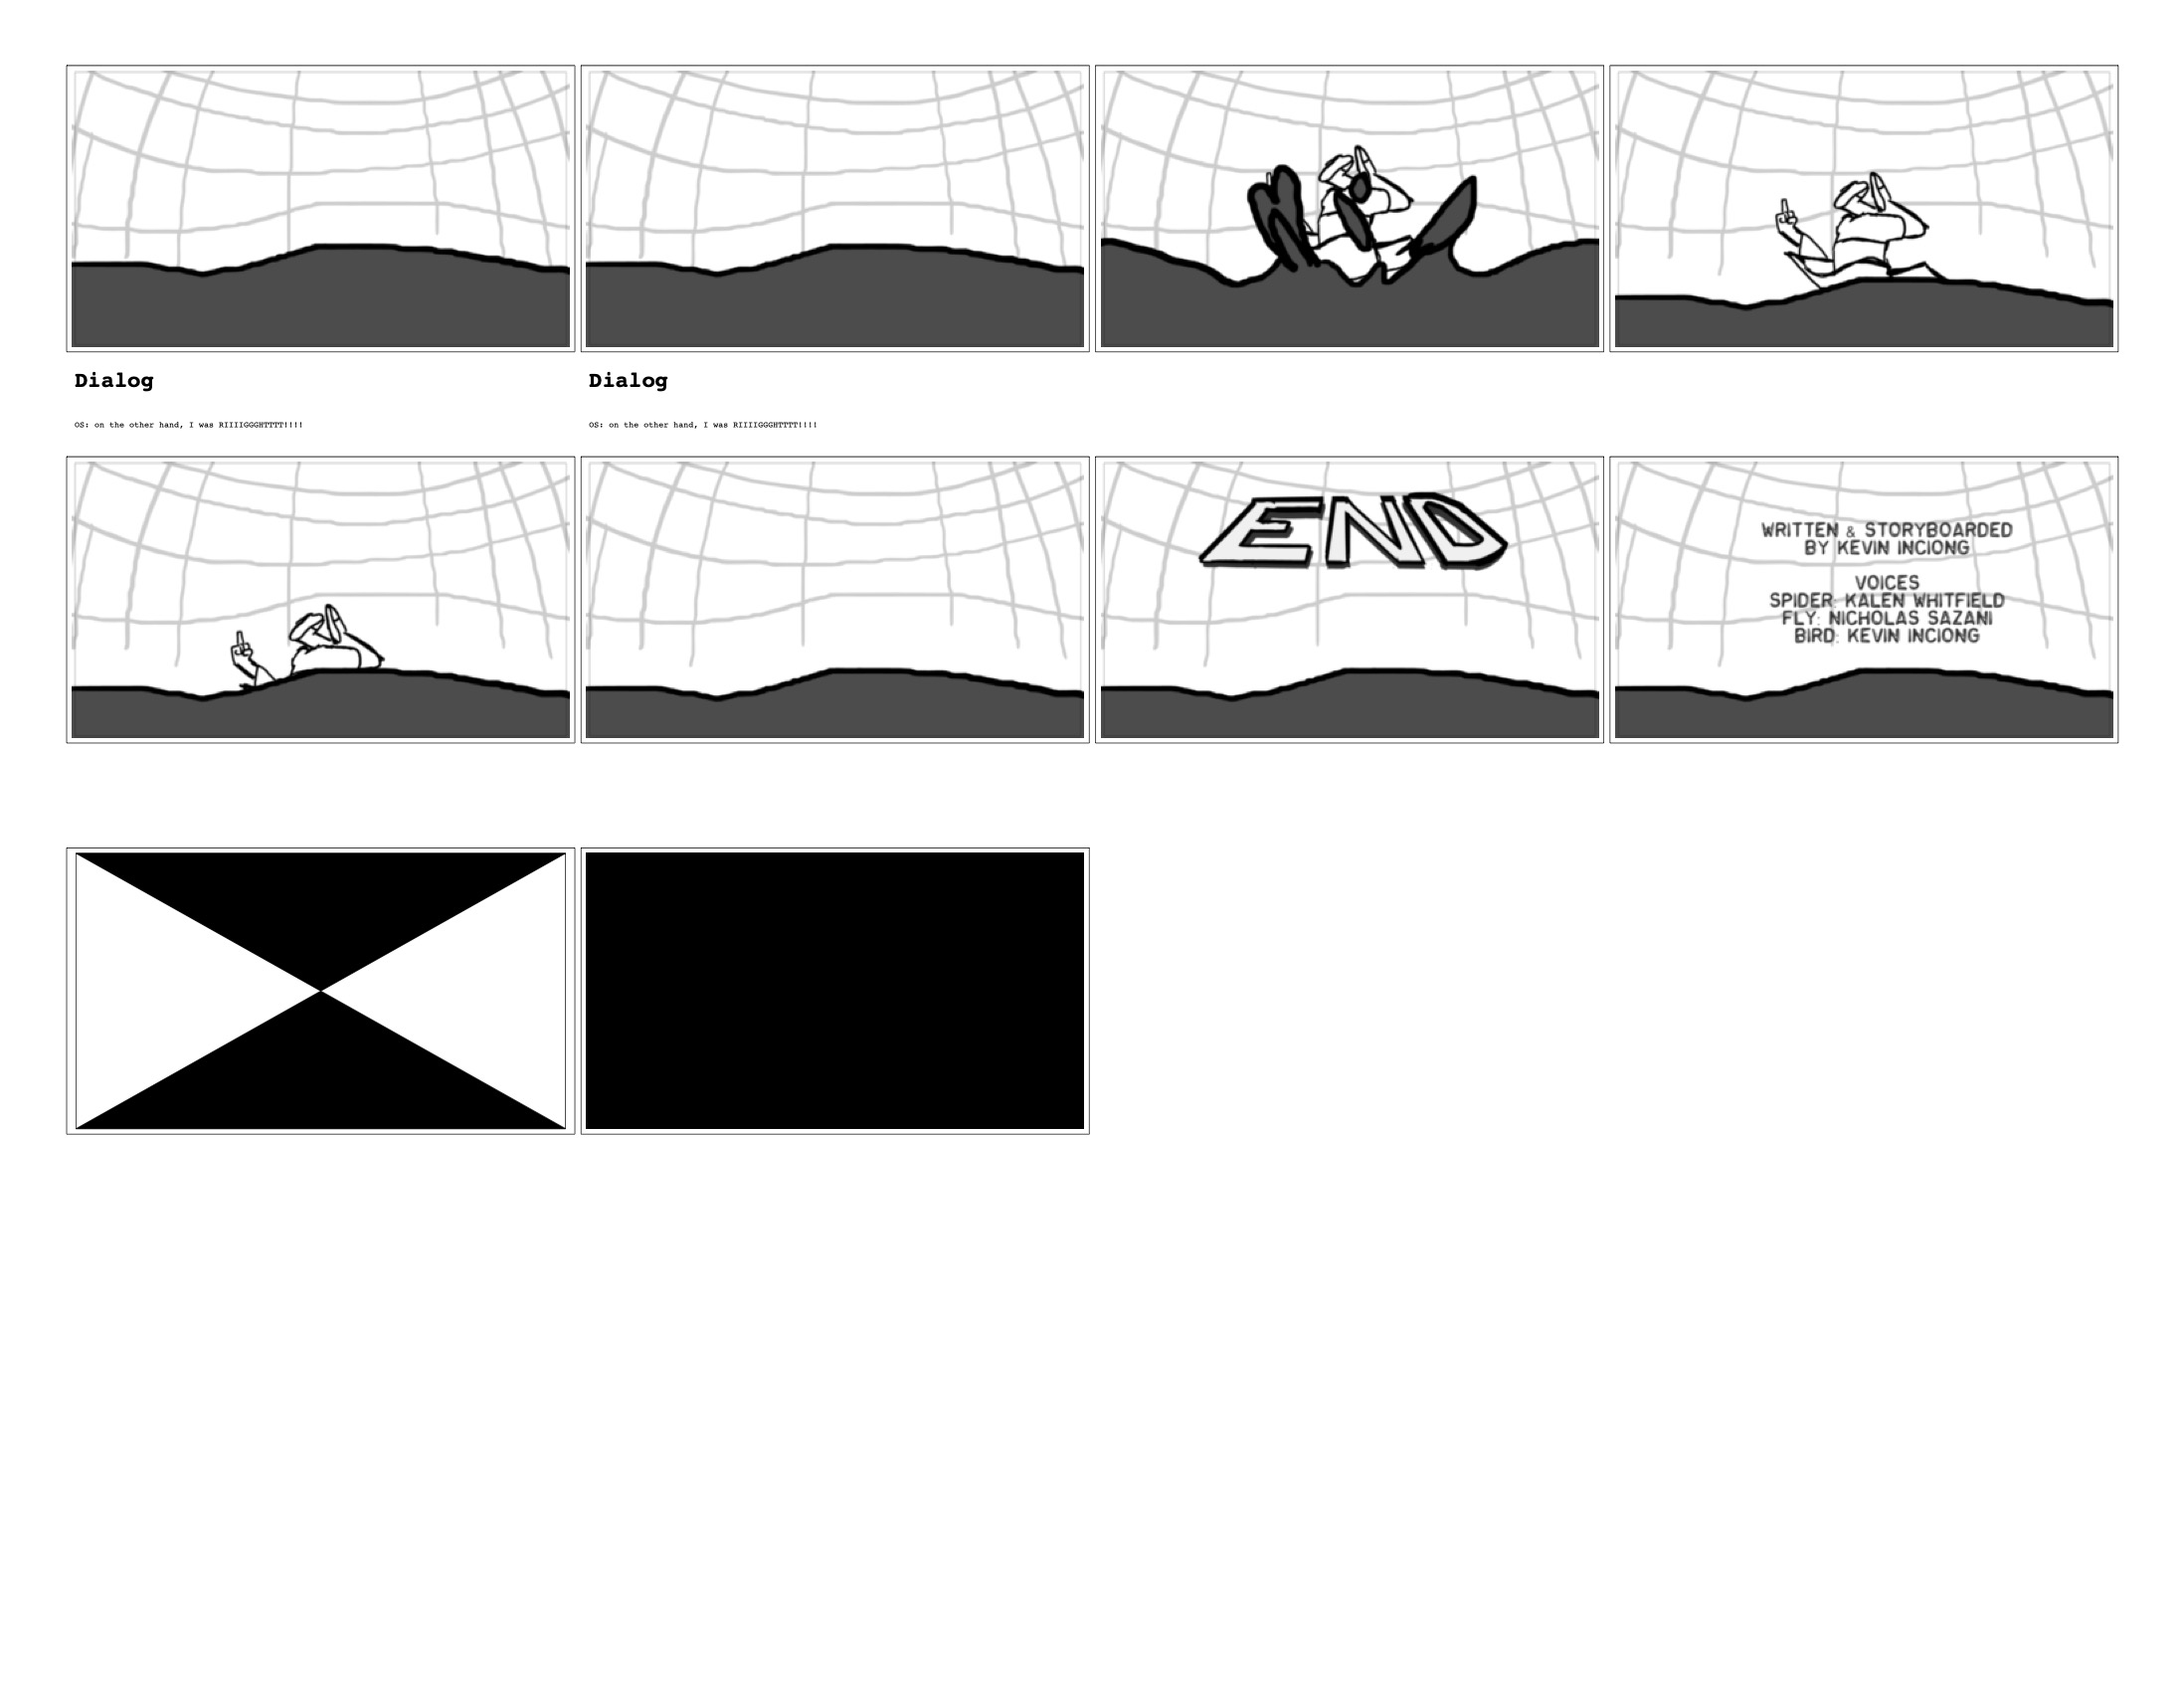 Dialog
OS: on the other hand, I was RIIIIGGGHTTTT!!!!
Dialog
OS: on the other hand, I was RIIIIGGGHTTTT!!!!
END
WRITTEN & STORYBOARDED
BY KEVIN INCIONG
VOICES
SPIDER: KALEN WHITFIELD
FLY: NICHOLAS SAZANI
BIRD: KEVIN INCIONG